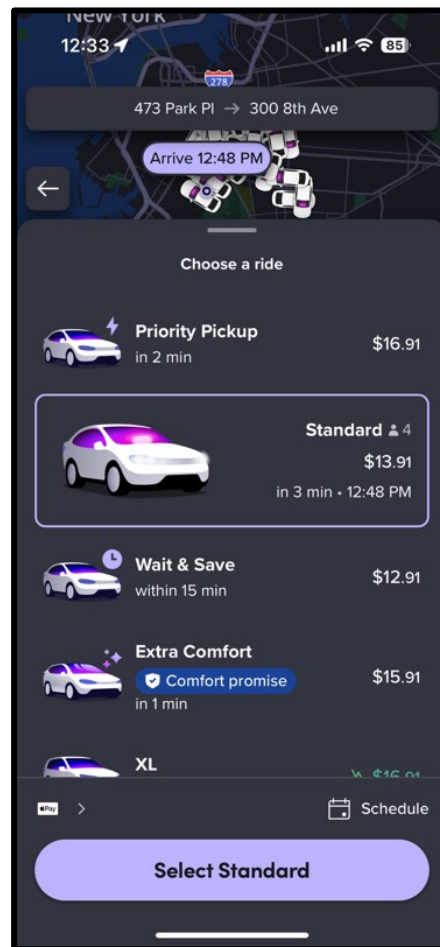 New York
12:33
85
278
473 Park Pl → 300 8th Ave
Arrive 12:48 PM
Choose a ride
Priority Pickup
$16.91
in 2 min
Standard 4
$13.91
in 3 min • 12:48 PM
Wait & Save
$12.91
within 15 min
Extra Comfort
Comfort promise
$15.91
in 1 min
XL
$16.91
Pay
Schedule
Select Standard